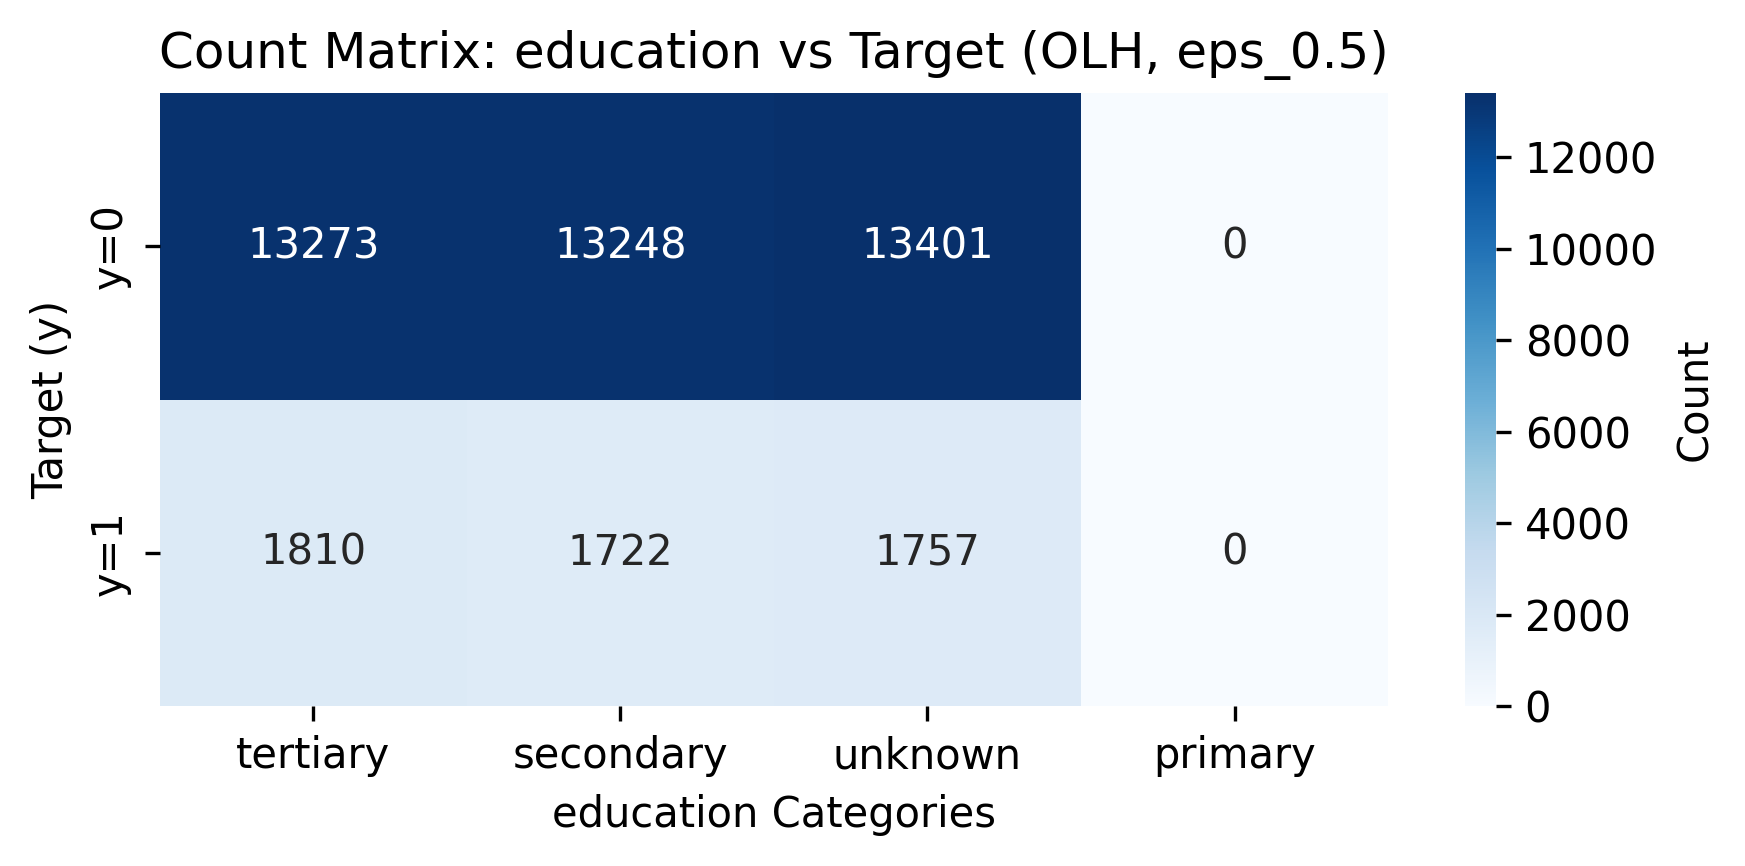 Count Matrix: education vs Target (OLH, eps_0.5)
Target (y)
y=0
13273 13248 13401 0
y=1
1810 1722 1757 0
tertiary secondary unknown primary
education Categories
12000
10000
8000
6000
4000
2000
0
Count